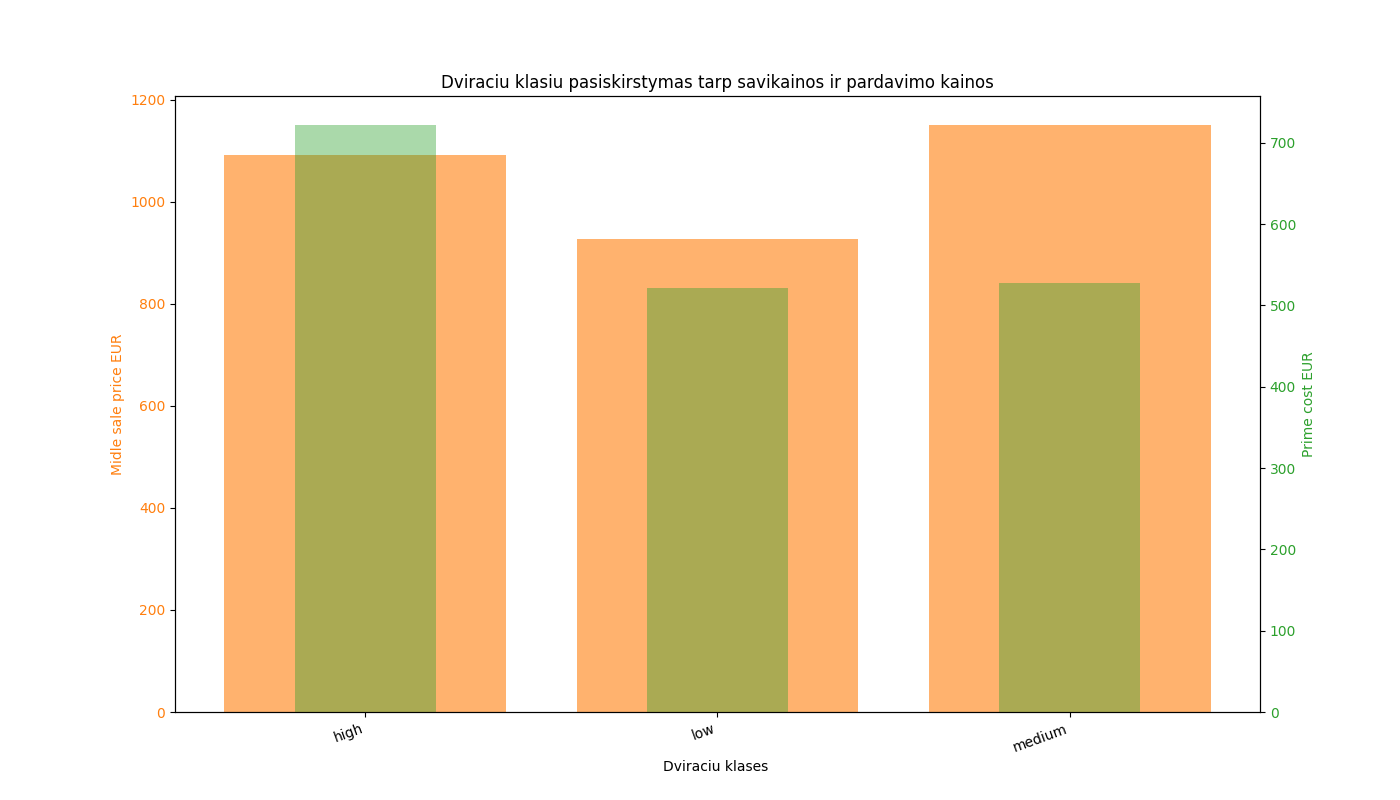 Dviraciu klasiu pasiskirstymas tarp savikainos ir pardavimo kainos
1200
1000
800
600
400
200
0
Midle sale price EUR
700
600
500
400
300
200
100
0
Prime cost EUR
high
low
medium
Dviraciu klases